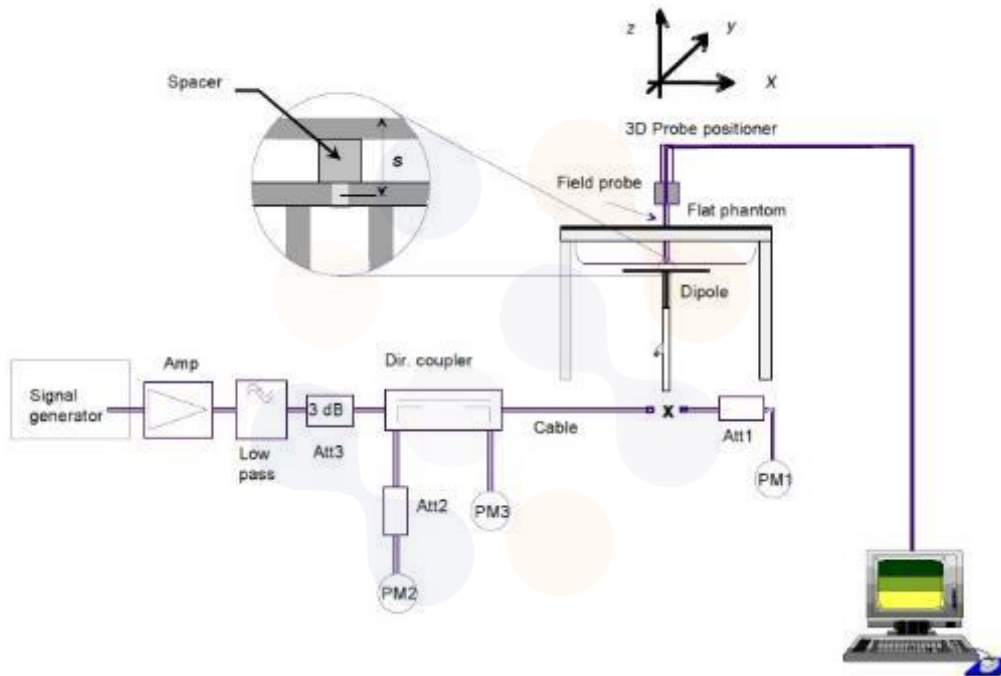 z
y
X
Spacer
s
3D Probe positioner
Field probe
Flat phantom
Dipole
Signal
generator
Amp
Low
pass
3 dB
Att3
Dir. coupler
Att2
PM2
PM3
Cable
x
Att1
PM1